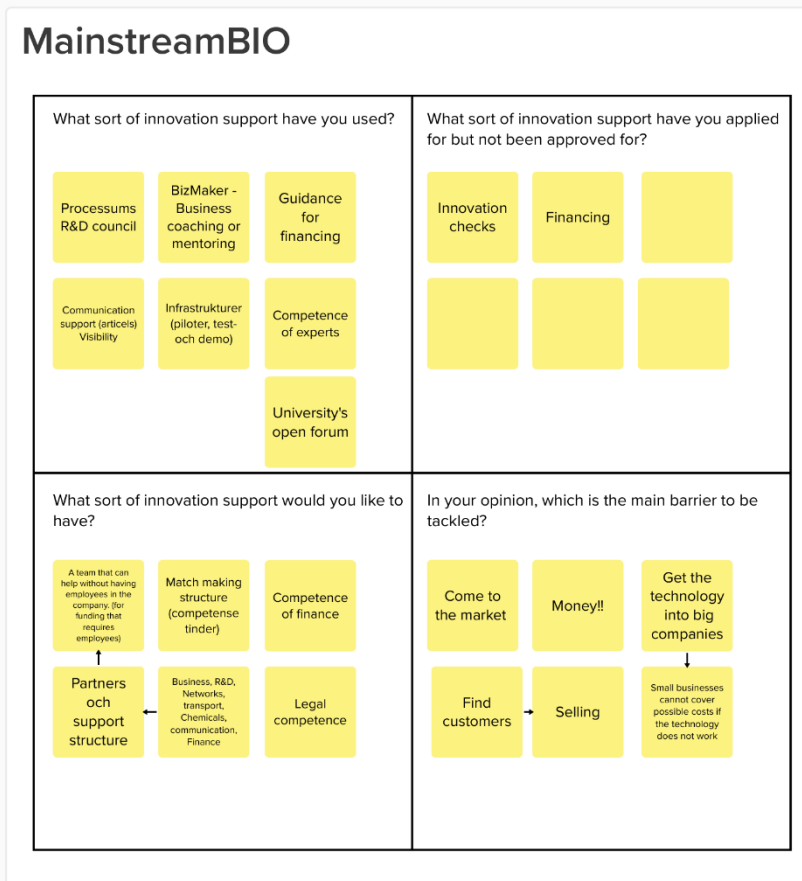 MainstreamBIO
What sort of innovation support have you used?
Processums
R&D council
BizMaker -
Business
coaching or
mentoring
Guidance
for
financing
Communication
support (articels)
Visibility
Infrastrukturer
(piloter, test-
och demo)
Competence
of experts
University's
open forum
What sort of innovation support have you applied
for but not been approved for?
Innovation
checks
Financing
What sort of innovation support would you like to
have?
A team that can
help without having
employees in the
company. (for
funding that
requires
employees)
Match making
structure
(competense
tinder)
Competence
of finance
Partners
och
support
structure
Business, R&D,
Networks,
transport,
Chemicals,
communication,
Finance
Legal
competence
In your opinion, which is the main barrier to be
tackled?
Come to
the market
Money!!
Get the
technology
into big
companies
Find
customers
Selling
Small businesses
cannot cover
possible costs if
the technology
does not work